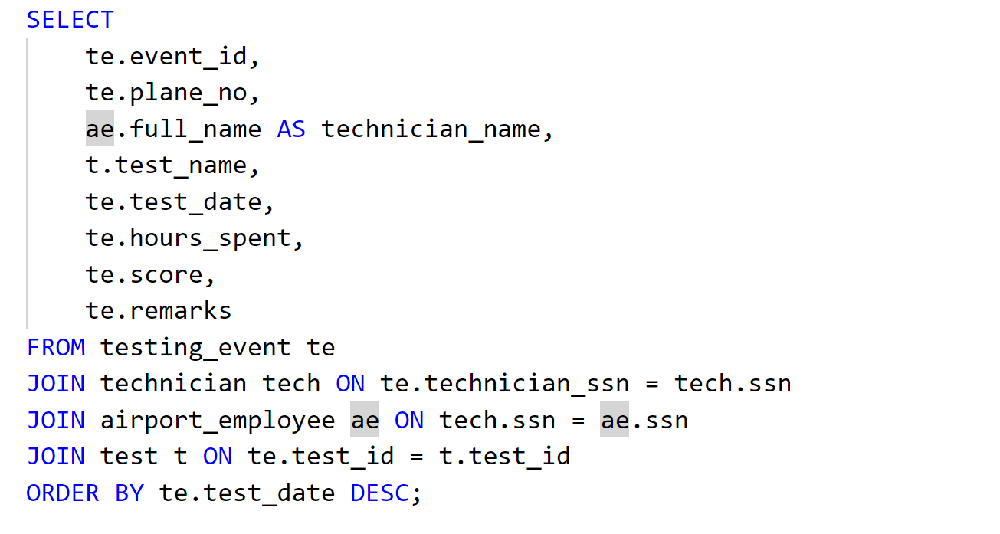 SELECT
    te.event_id,
    te.plane_no,
    ae.full_name AS technician_name,
    t.test_name,
    te.test_date,
    te.hours_spent,
    te.score,
    te.remarks
FROM testing_event te
JOIN technician tech ON te.technician_ssn = tech.ssn
JOIN airport_employee ae ON tech.ssn = ae.ssn
JOIN test t ON te.test_id = t.test_id
ORDER BY te.test_date DESC;